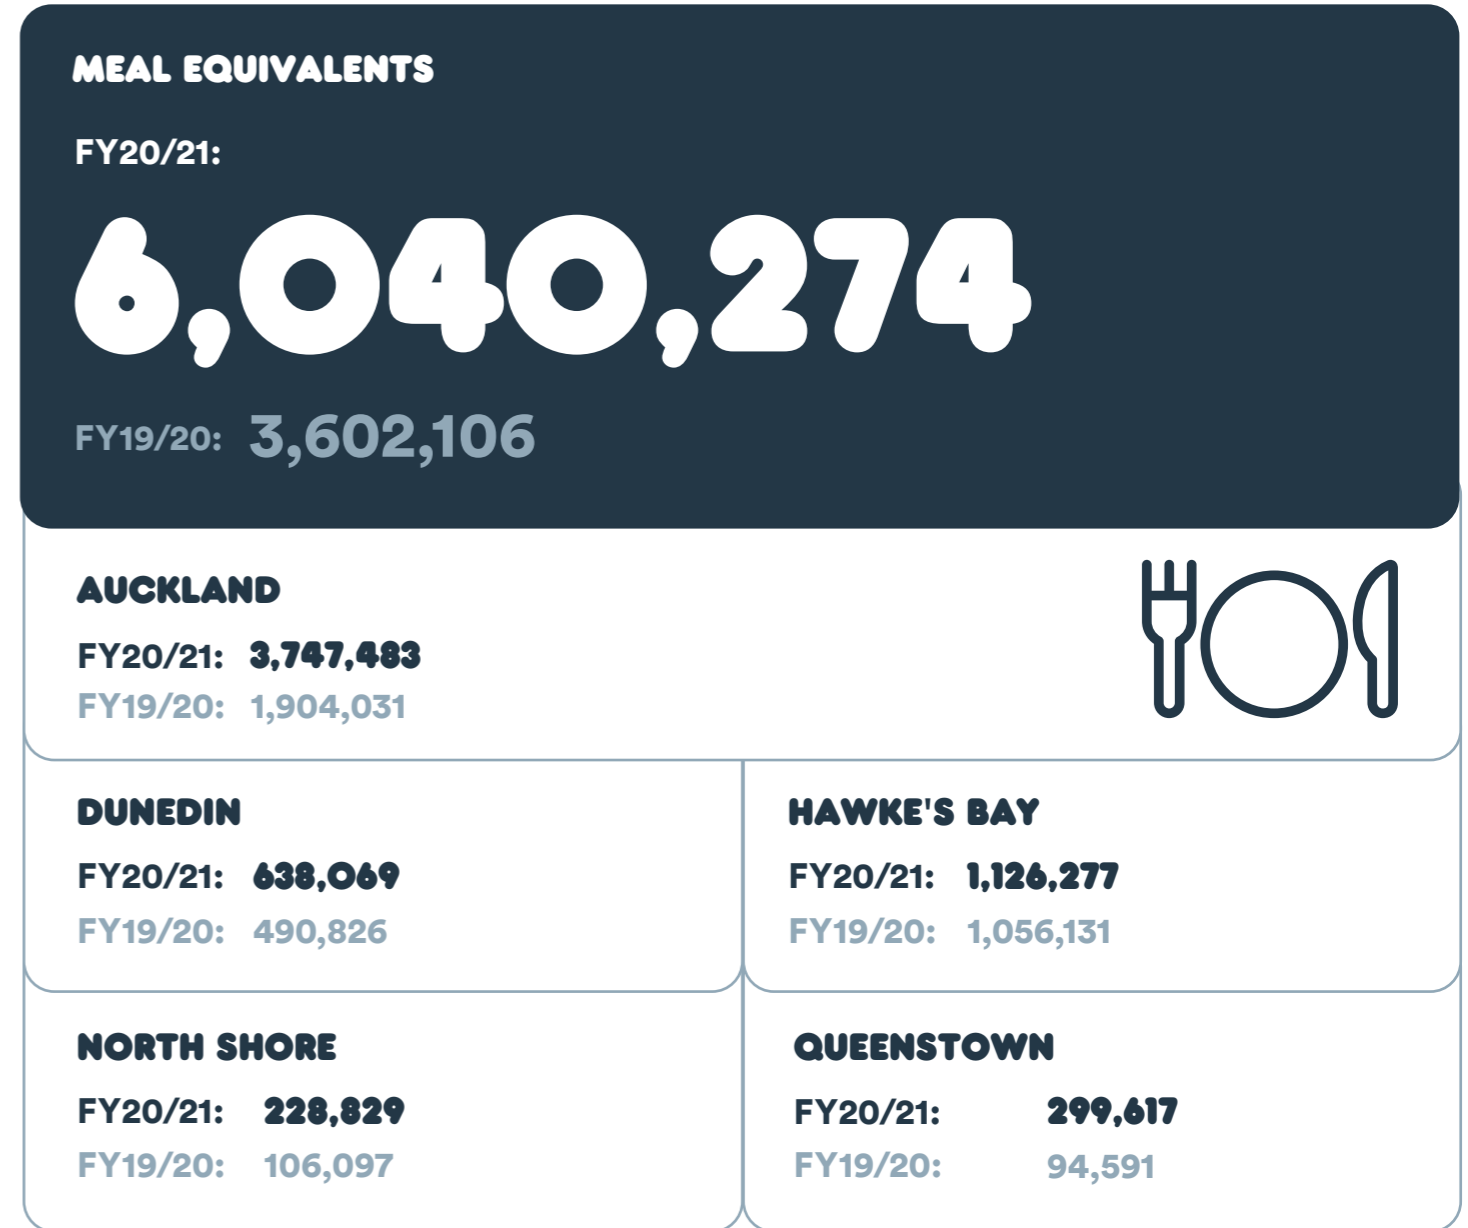 MEAL EQUIVALENTS
FY20/21:
6,040,274
FY19/20: 3,602,106
AUCKLAND
FY20/21: 3,747,483
FY19/20: 1,904,031
DUNEDIN
FY20/21: 638,069
FY19/20: 490,826
HAWKE'S BAY
FY20/21: 1,126,277
FY19/20: 1,056,131
NORTH SHORE
FY20/21: 228,829
FY19/20: 106,097
QUEENSTOWN
FY20/21: 299,617
FY19/20: 94,591